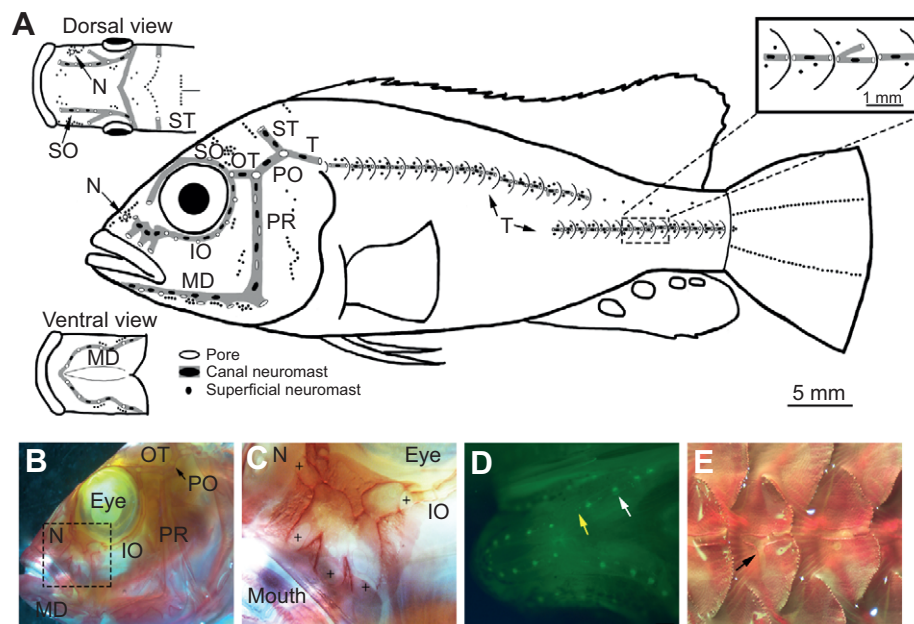 A
Dorsal view
N
SO
ST
1 mm
ST
SO
OT
T
PO
N
PR
IO
T
MD
Ventral view
MD
Pore
Canal neuromast
Superficial neuromast
5 mm
B
OT
PO
Eye
N
IO
PR
MD
C
N
Eye
IO
Mouth
D
E